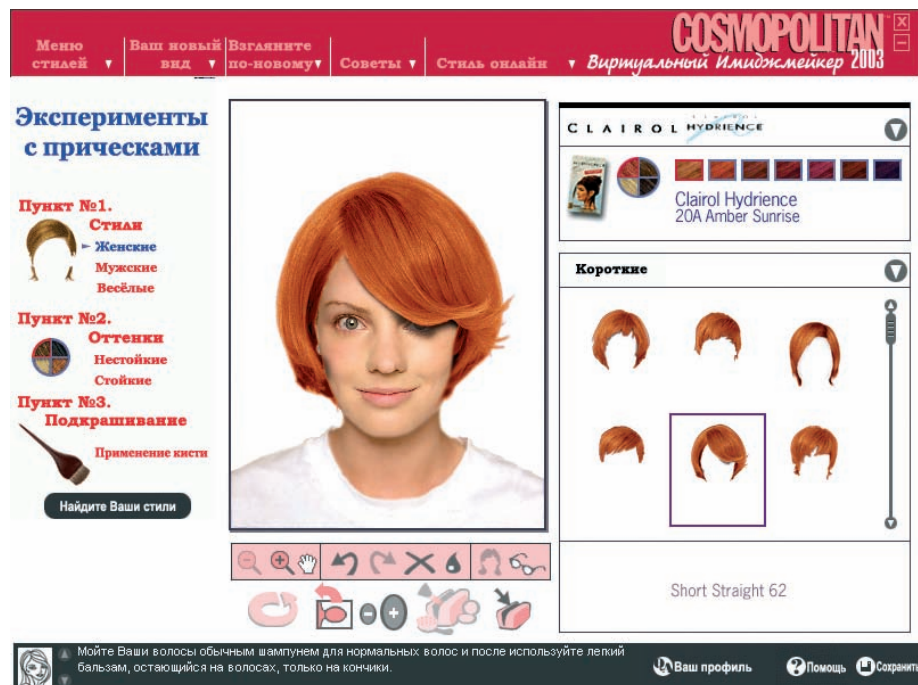 COSMOPOLITAN
Виртуальный Имиджмейкер 2003
Меню
стилей
Ваш новый
вид
Взгляните
по-новому
Советы
Стиль онлайн
Эксперименты
с прическами
Пункт №1.
Стили
Женские
Мужские
Весёлые
Пункт №2.
Оттенки
Нестойкие
Стойкие
Пункт №3.
Подкрашивание
Применение кисти
Найдите Ваши стили
CLAIROL HYDRIENCE
Clairol Hydrience
20A Amber Sunrise
Короткие
Short Straight 62
Мойте Ваши волосы обычным шампунем для нормальных волос и после используйте легкий
бальзам, остающийся на волосах, только на кончики.
Ваш профиль
Помощь
Сохранить